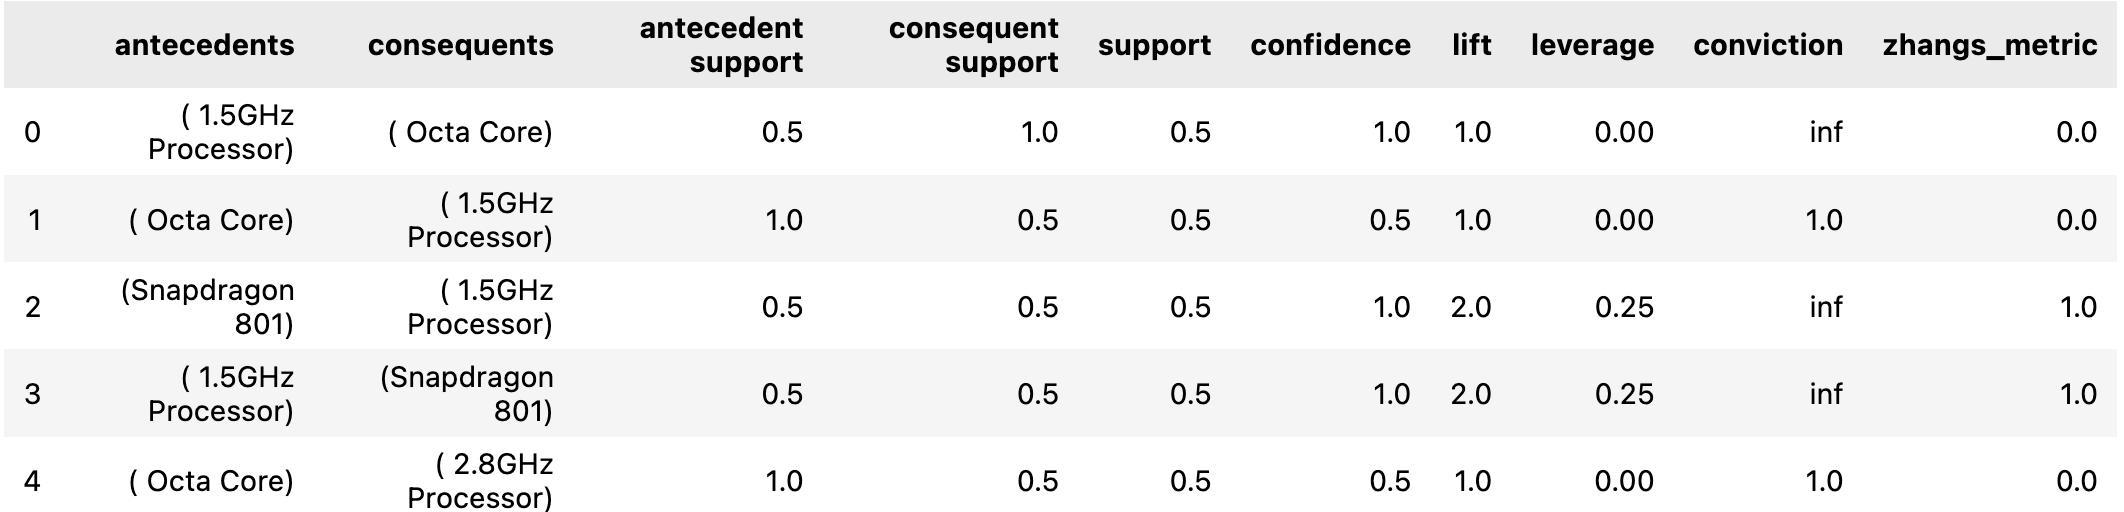 antecedents consequents antecedent support consequent support support confidence lift leverage conviction zhangs_metric
0 ( 1.5GHz Processor) ( Octa Core) 0.5 1.0 0.5 1.0 1.0 0.00 inf 0.0
1 ( Octa Core) ( 1.5GHz Processor) 1.0 0.5 0.5 0.5 1.0 0.00 1.0 0.0
2 (Snapdragon 801) ( 1.5GHz Processor) 0.5 0.5 0.5 1.0 2.0 0.25 inf 1.0
3 ( 1.5GHz Processor) (Snapdragon 801) 0.5 0.5 0.5 1.0 2.0 0.25 inf 1.0
4 ( Octa Core) ( 2.8GHz Processor) 1.0 0.5 0.5 0.5 1.0 0.00 1.0 0.0